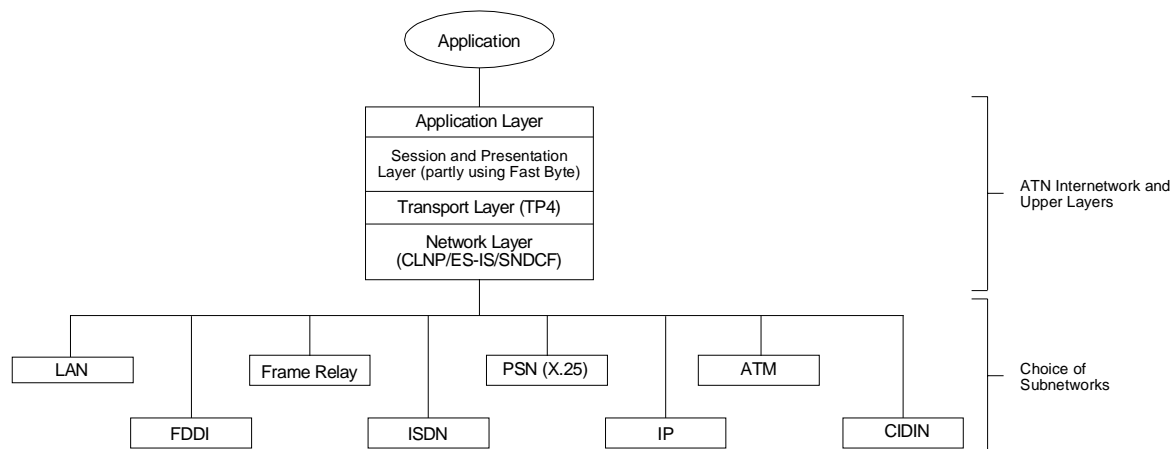 Application
Application Layer
Session and Presentation
Layer (partly using Fast Byte)
Transport Layer (TP4)
Network Layer
(CLNP/ES-IS/SNDCF)
ATN Internetwork and
Upper Layers
LAN
Frame Relay
PSN (X.25)
ATM
FDDI
ISDN
IP
CIDIN
Choice of
Subnetworks